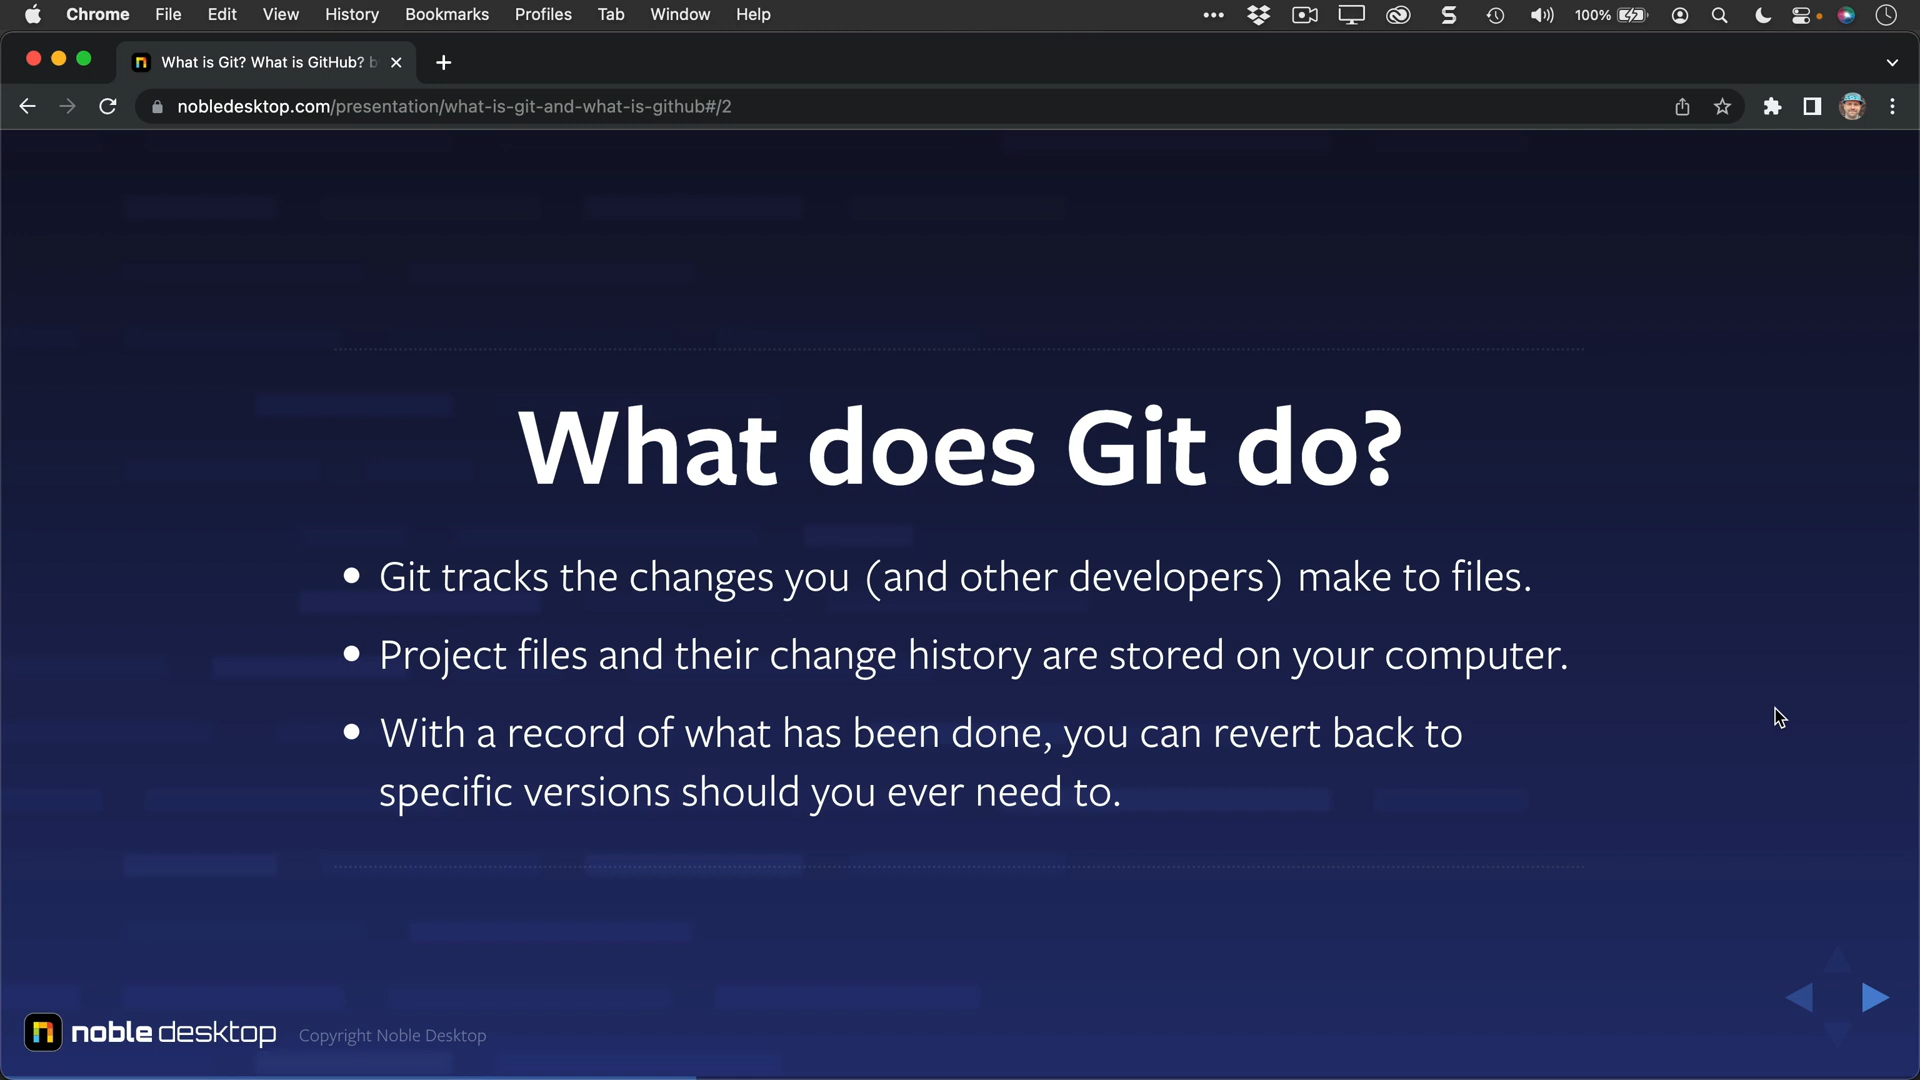 Chrome File Edit View History Bookmarks Profiles Tab Window Help 100%
What is Git? What is GitHub? b
nobledesktop.com/presentation/what-is-git-and-what-is-github#/2
What does Git do?
• Git tracks the changes you (and other developers) make to files.
• Project files and their change history are stored on your computer.
• With a record of what has been done, you can revert back to
specific versions should you ever need to.
noble desktop Copyright Noble Desktop